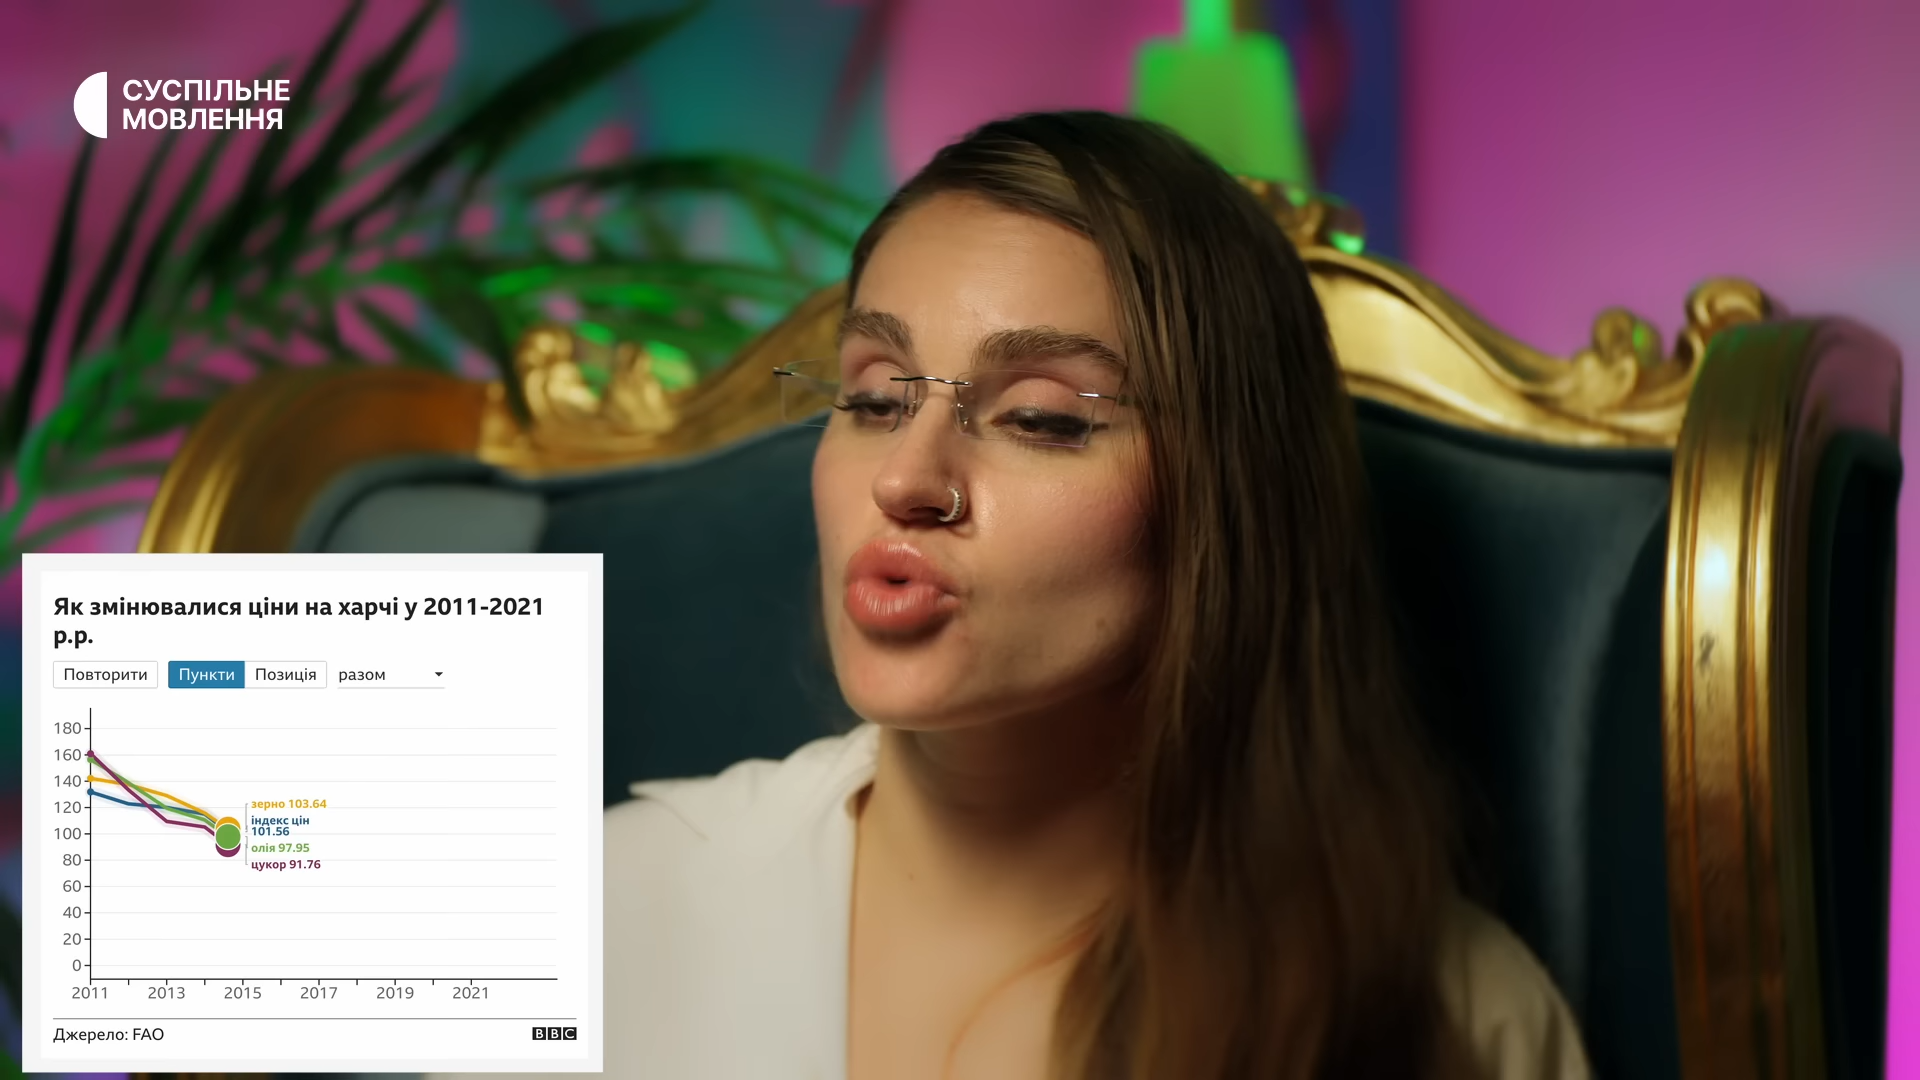 СУСПІЛЬНЕ
МОВЛЕННЯ
Як змінювалися ціни на харчі у 2011-2021
р.р.
Повторити Пункти Позиція разом
180
160
140
120
100
80
60
40
20
0
зерно 103.64
індекс цін
101.56
олія 97.95
цукор 91.76
2011 2013 2015 2017 2019 2021
Джерело: FAO BBC